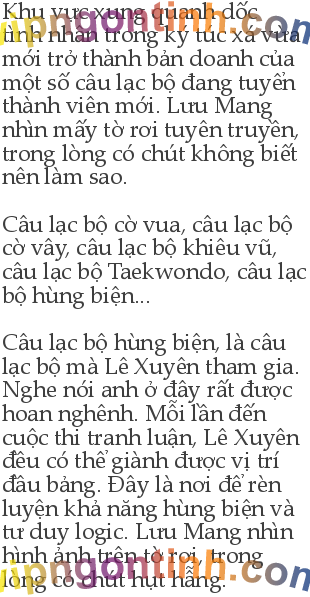 Khu vực xung quanh dốc
tình nhân trong ký túc xá vừa
mới trở thành bản doanh của
một số câu lạc bộ đang tuyển
thành viên mới. Lưu Mang
nhìn mấy tờ rơi tuyên truyền,
trong lòng có chút không biết
nên làm sao.
Câu lạc bộ cờ vua, câu lạc bộ
cờ vây, câu lạc bộ khiêu vũ,
câu lạc bộ Taekwondo, câu lạc
bộ hùng biện...
Câu lạc bộ hùng biện, là câu
lạc bộ mà Lê Xuyên tham gia.
Nghe nói anh ở đây rất được
hoan nghênh. Mỗi lần đến
cuộc thi tranh luận, Lê Xuyên
đều có thể giành được vị trí
đầu bảng. Đây là nơi để rèn
luyện khả năng hùng biện và
tư duy logic. Lưu Mang nhìn
hình ảnh trên tờ rơi, trong
lòng có chút hụt hẫng.